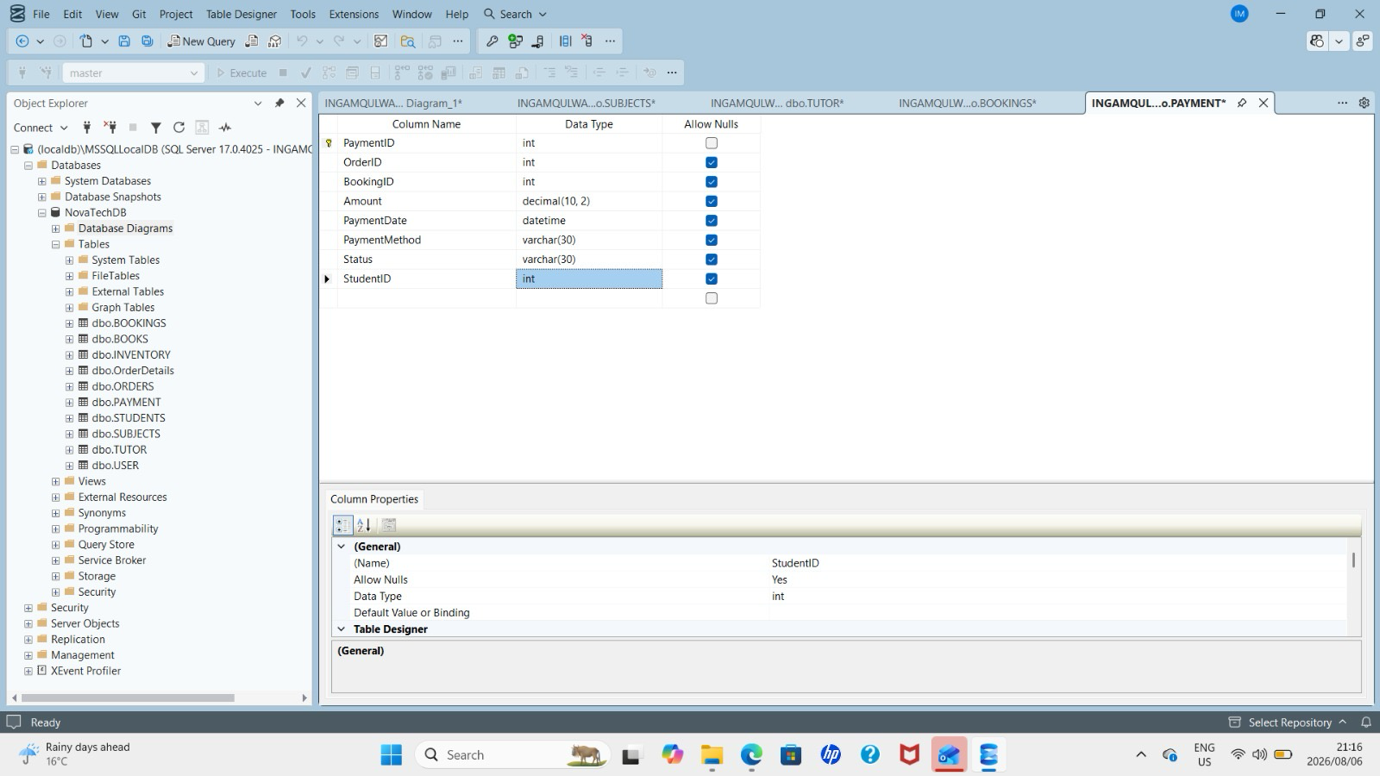 File Edit View Git Project Table Designer Tools Extensions Window Help Search
IM
New Query
master Execute
Object Explorer
INGAMQULWA... Diagram_1* INGAMQULWA...o.SUBJECTS* INGAMQULW... dbo.TUTOR* INGAMQULW...o.BOOKINGS* INGAMQUL...o.PAYMENT*
Connect
(localdb)\MSSQLLocalDB (SQL Server 17.0.4025 - INGAMQ
Databases
System Databases
Database Snapshots
NovaTechDB
Database Diagrams
Tables
System Tables
FileTables
External Tables
Graph Tables
dbo.BOOKINGS
dbo.BOOKS
dbo.INVENTORY
dbo.OrderDetails
dbo.ORDERS
dbo.PAYMENT
dbo.STUDENTS
dbo.SUBJECTS
dbo.TUTOR
dbo.USER
Views
External Resources
Synonyms
Programmability
Query Store
Service Broker
Storage
Security
Security
Server Objects
Replication
Management
XEvent Profiler
Column Name Data Type Allow Nulls
PaymentID int
OrderID int
BookingID int
Amount decimal(10, 2)
PaymentDate datetime
PaymentMethod varchar(30)
Status varchar(30)
StudentID int
Column Properties
(General)
(Name) StudentID
Allow Nulls Yes
Data Type int
Default Value or Binding
Table Designer
(General)
Ready
Select Repository
Rainy days ahead
16°C
Search
ENG
US
21:16
2026/08/06